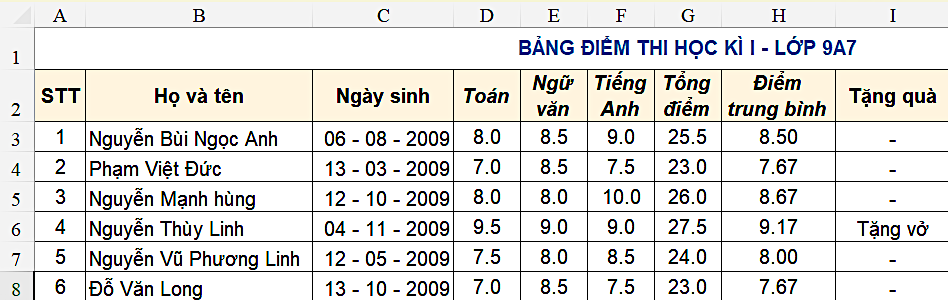 A B C D E F G H I
1 BẢNG ĐIỂM THI HỌC KÌ I - LỚP 9A7
2 STT Họ và tên Ngày sinh Toán Ngữ văn Tiếng Anh Tổng điểm Điểm trung bình Tặng quà
3 1 Nguyễn Bùi Ngọc Anh 06 - 08 - 2009 8.0 8.5 9.0 25.5 8.50 -
4 2 Phạm Việt Đức 13 - 03 - 2009 7.0 8.5 7.5 23.0 7.67 -
5 3 Nguyễn Mạnh hùng 12 - 10 - 2009 8.0 8.0 10.0 26.0 8.67 -
6 4 Nguyễn Thùy Linh 04 - 11 - 2009 9.5 9.0 9.0 27.5 9.17 Tặng vở
7 5 Nguyễn Vũ Phương Linh 12 - 05 - 2009 7.5 8.0 8.5 24.0 8.00 -
8 6 Đỗ Văn Long 13 - 10 - 2009 7.0 8.5 7.5 23.0 7.67 -